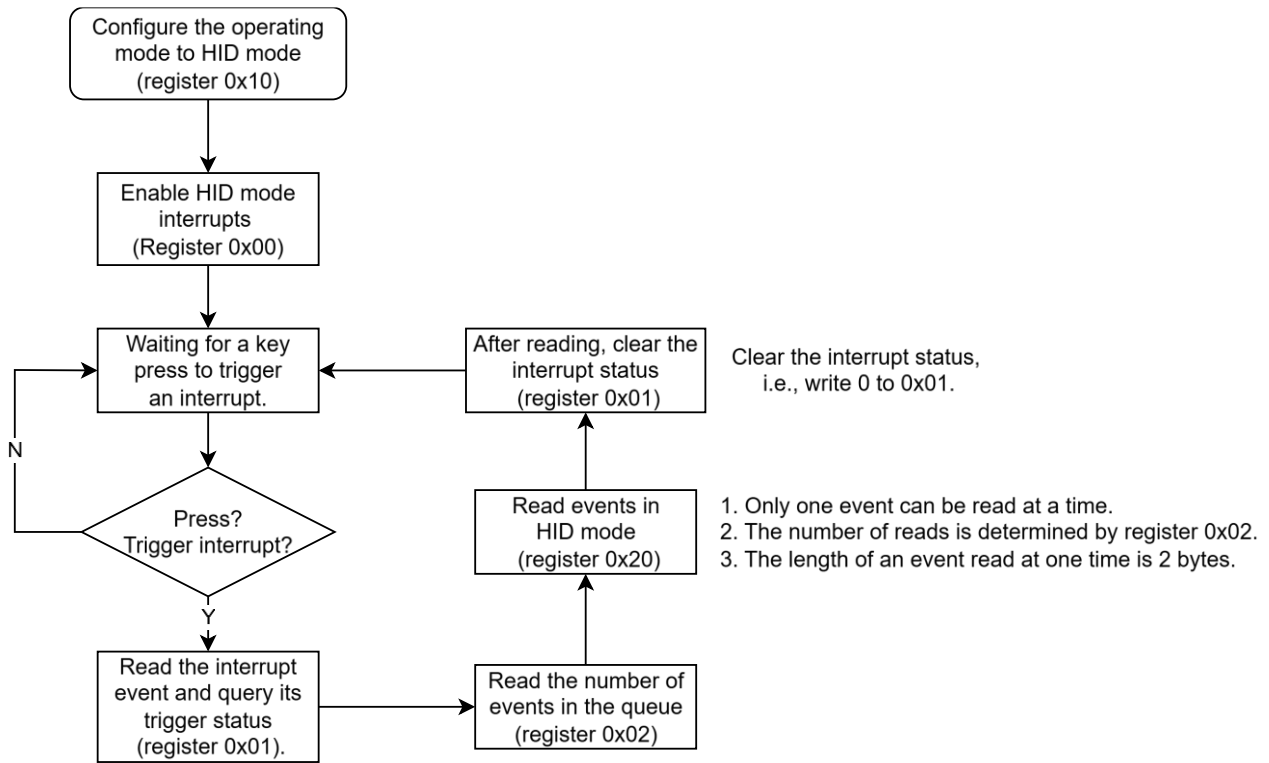 Configure the operating
mode to HID mode
(register 0x10)
Enable HID mode
interrupts
(Register 0x00)
Waiting for a key
press to trigger
an interrupt.
After reading, clear the
interrupt status
(register 0x01)
Clear the interrupt status,
i.e., write 0 to 0x01.
N
Press?
Trigger interrupt?
Read events in
HID mode
(register 0x20)
1. Only one event can be read at a time.
2. The number of reads is determined by register 0x02.
3. The length of an event read at one time is 2 bytes.
Y
Read the interrupt
event and query its
trigger status
(register 0x01).
Read the number of
events in the queue
(register 0x02)